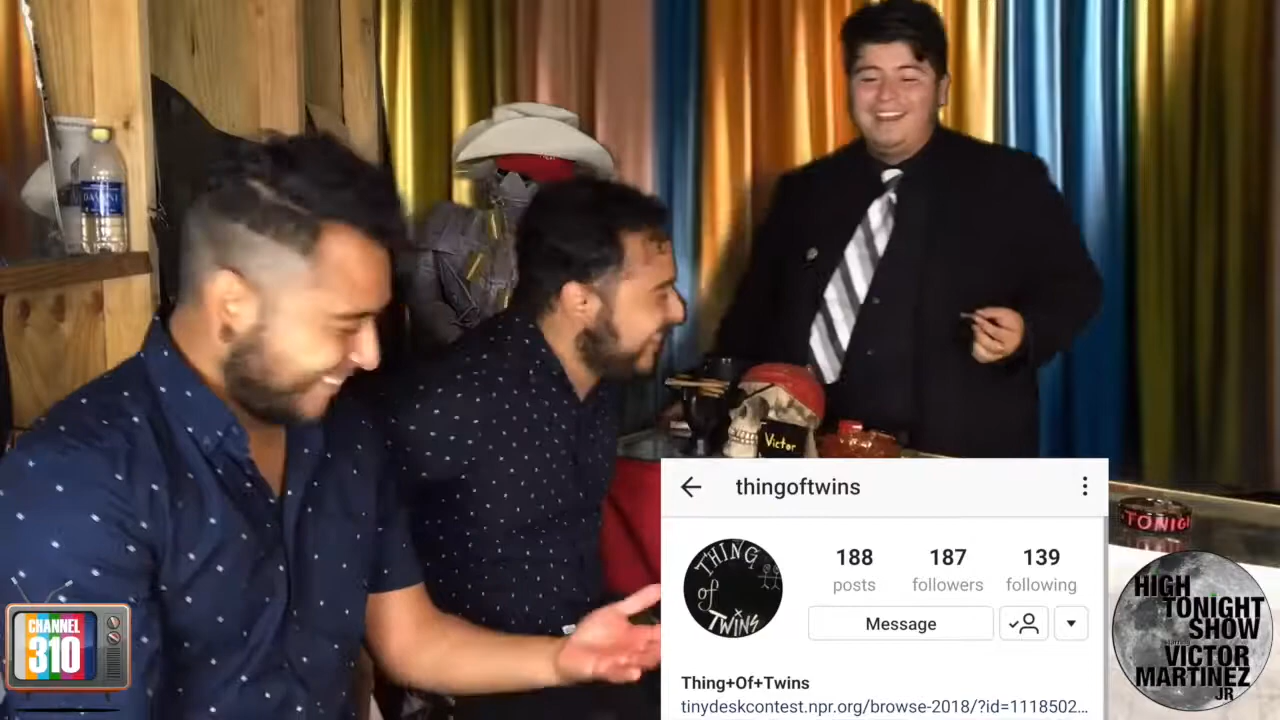 DASANI
Victor
thingoftwins
188
187
139
posts
followers
following
Message
THING
of
TWINS
Thing+Of+Twins
tinydeskcontest.npr.org/browse-2018/?id=1118502...
TONIG
CHANNEL
310
HIGH
TONIGHT
SHOW
starring
VICTOR
MARTINEZ
JR